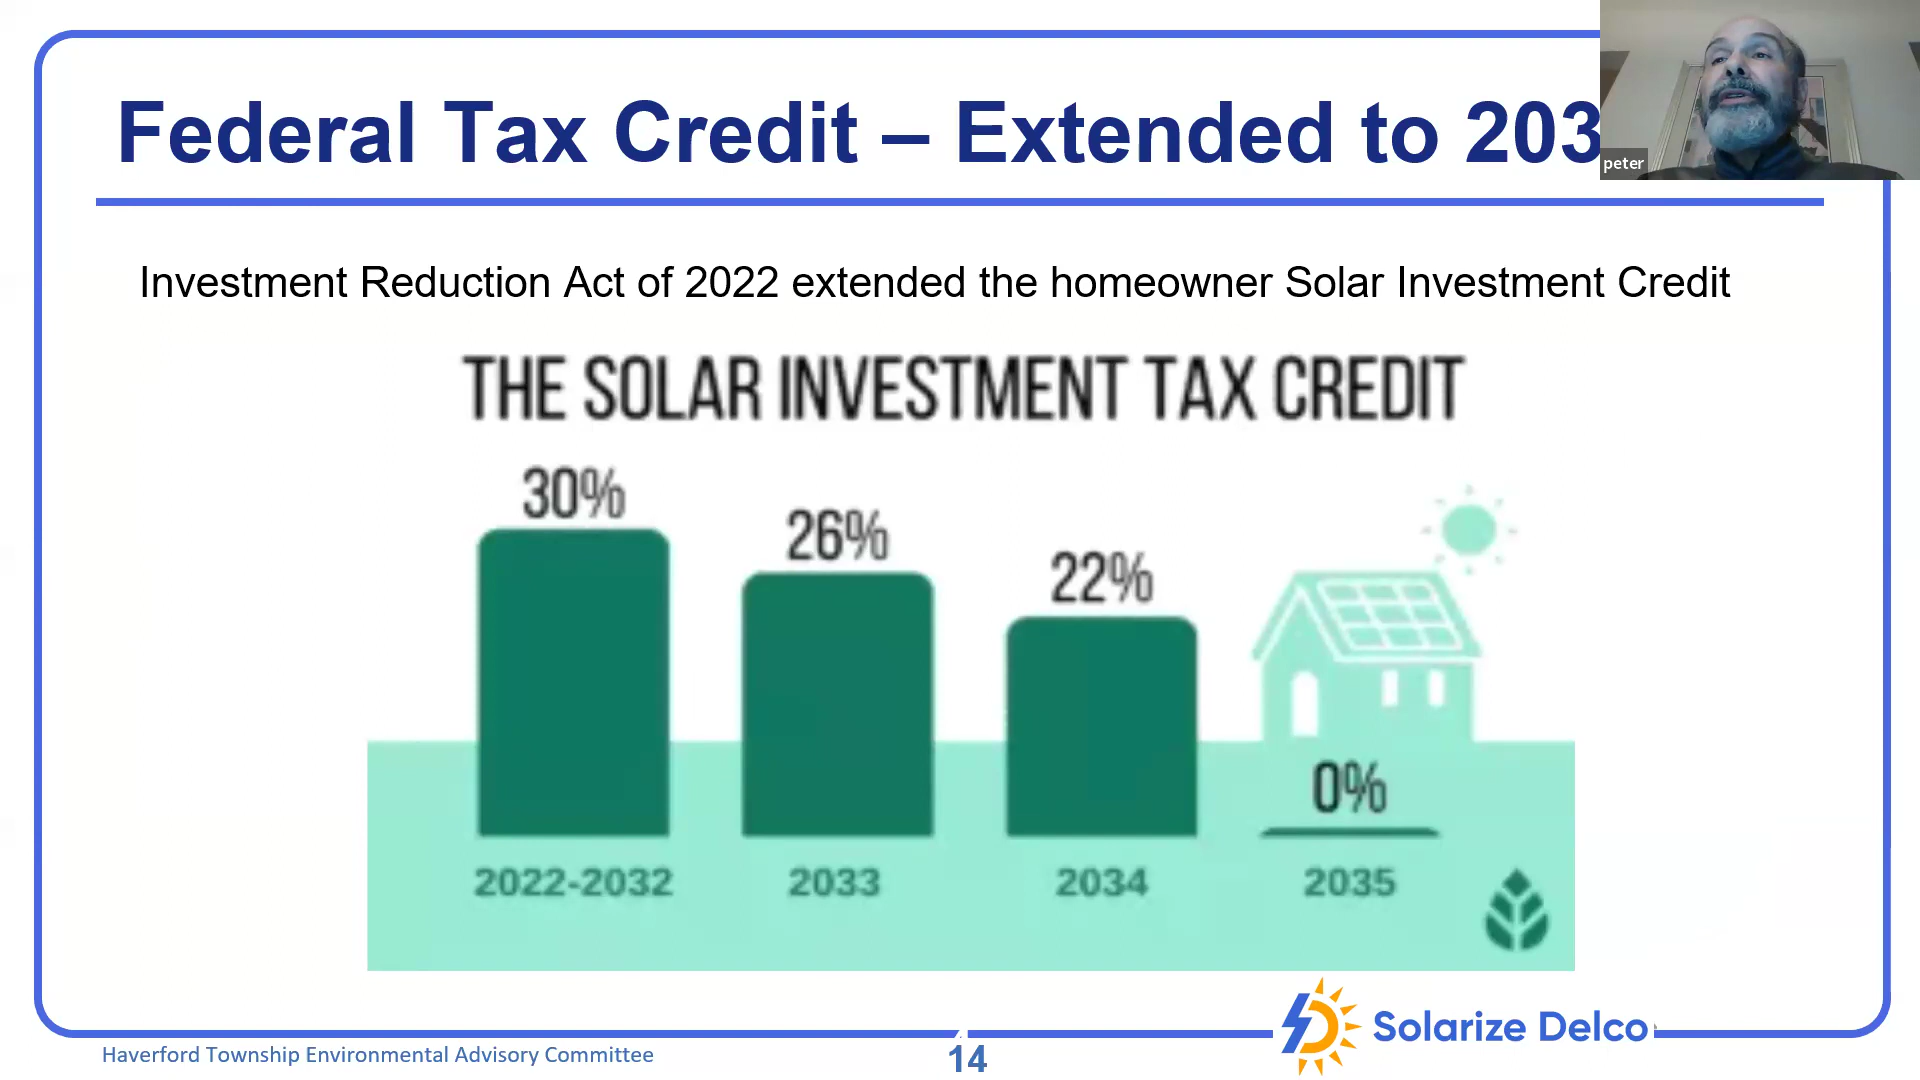 Federal Tax Credit – Extended to 203
peter
Investment Reduction Act of 2022 extended the homeowner Solar Investment Credit
THE SOLAR INVESTMENT TAX CREDIT
30%
26%
22%
0%
2022-2032
2033
2034
2035
Solarize Delco
Haverford Township Environmental Advisory Committee
14